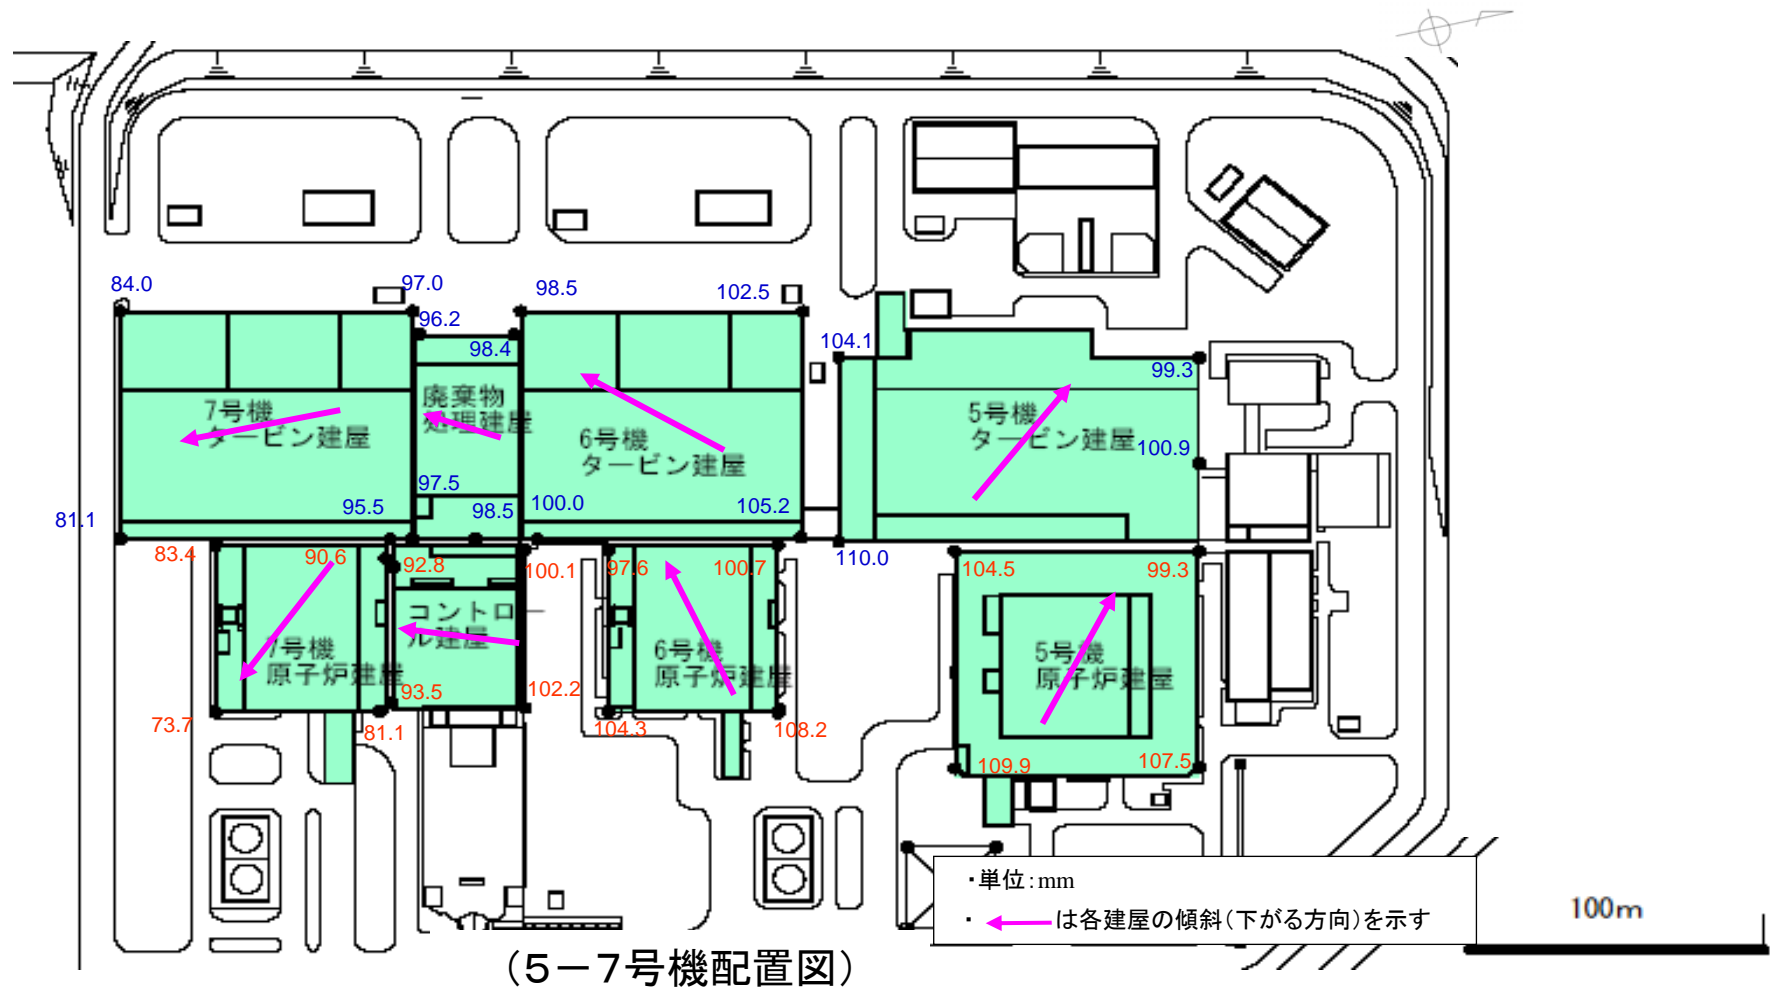 84.0
97.0
98.5
102.5
96.2
98.4
104.1
99.3
7号機
タービン建屋
廃棄物
処理建屋
6号機
タービン建屋
5号機
タービン建屋
100.9
97.5
95.5
98.5
100.0
105.2
81.1
110.0
83.4
90.6
92.8
100.1
97.6
100.7
104.5
99.3
コントロー
ル建屋
7号機
原子炉建屋
6号機
原子炉建屋
5号機
原子炉建屋
93.5
102.2
73.7
81.1
104.3
108.2
109.9
107.5
・単位:mm
・ は各建屋の傾斜(下がる方向)を示す
100m
(5－7号機配置図)